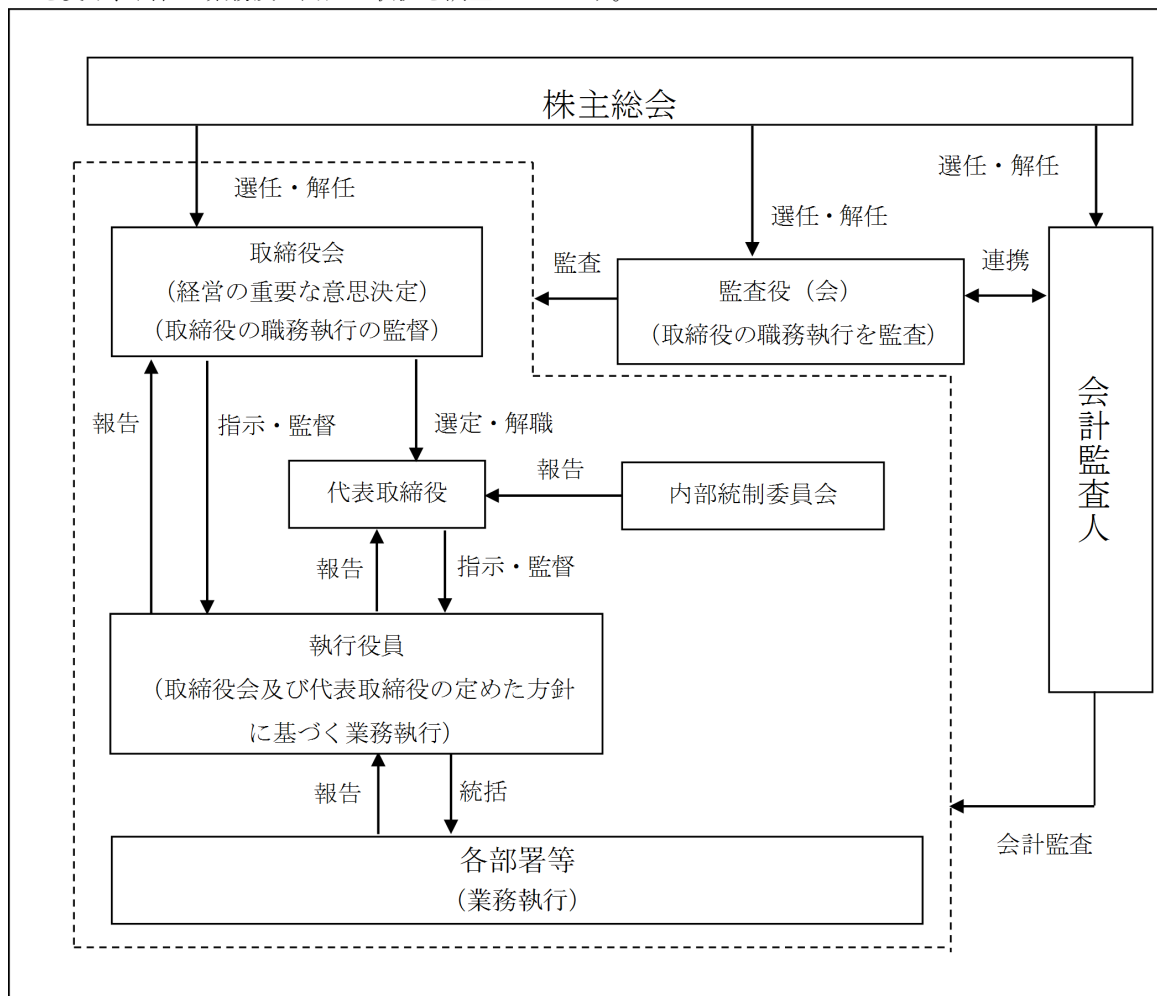 株主総会
選任・解任
選任・解任
選任・解任
取締役会
（経営の重要な意思決定）
（取締役の職務執行の監督）
監査
監査役（会）
（取締役の職務執行を監査）
連携
会計監査人
報告
指示・監督
選定・解職
代表取締役
報告
内部統制委員会
報告
指示・監督
執行役員
（取締役会及び代表取締役の定めた方針
に基づく業務執行）
報告
統括
会計監査
各部署等
（業務執行）